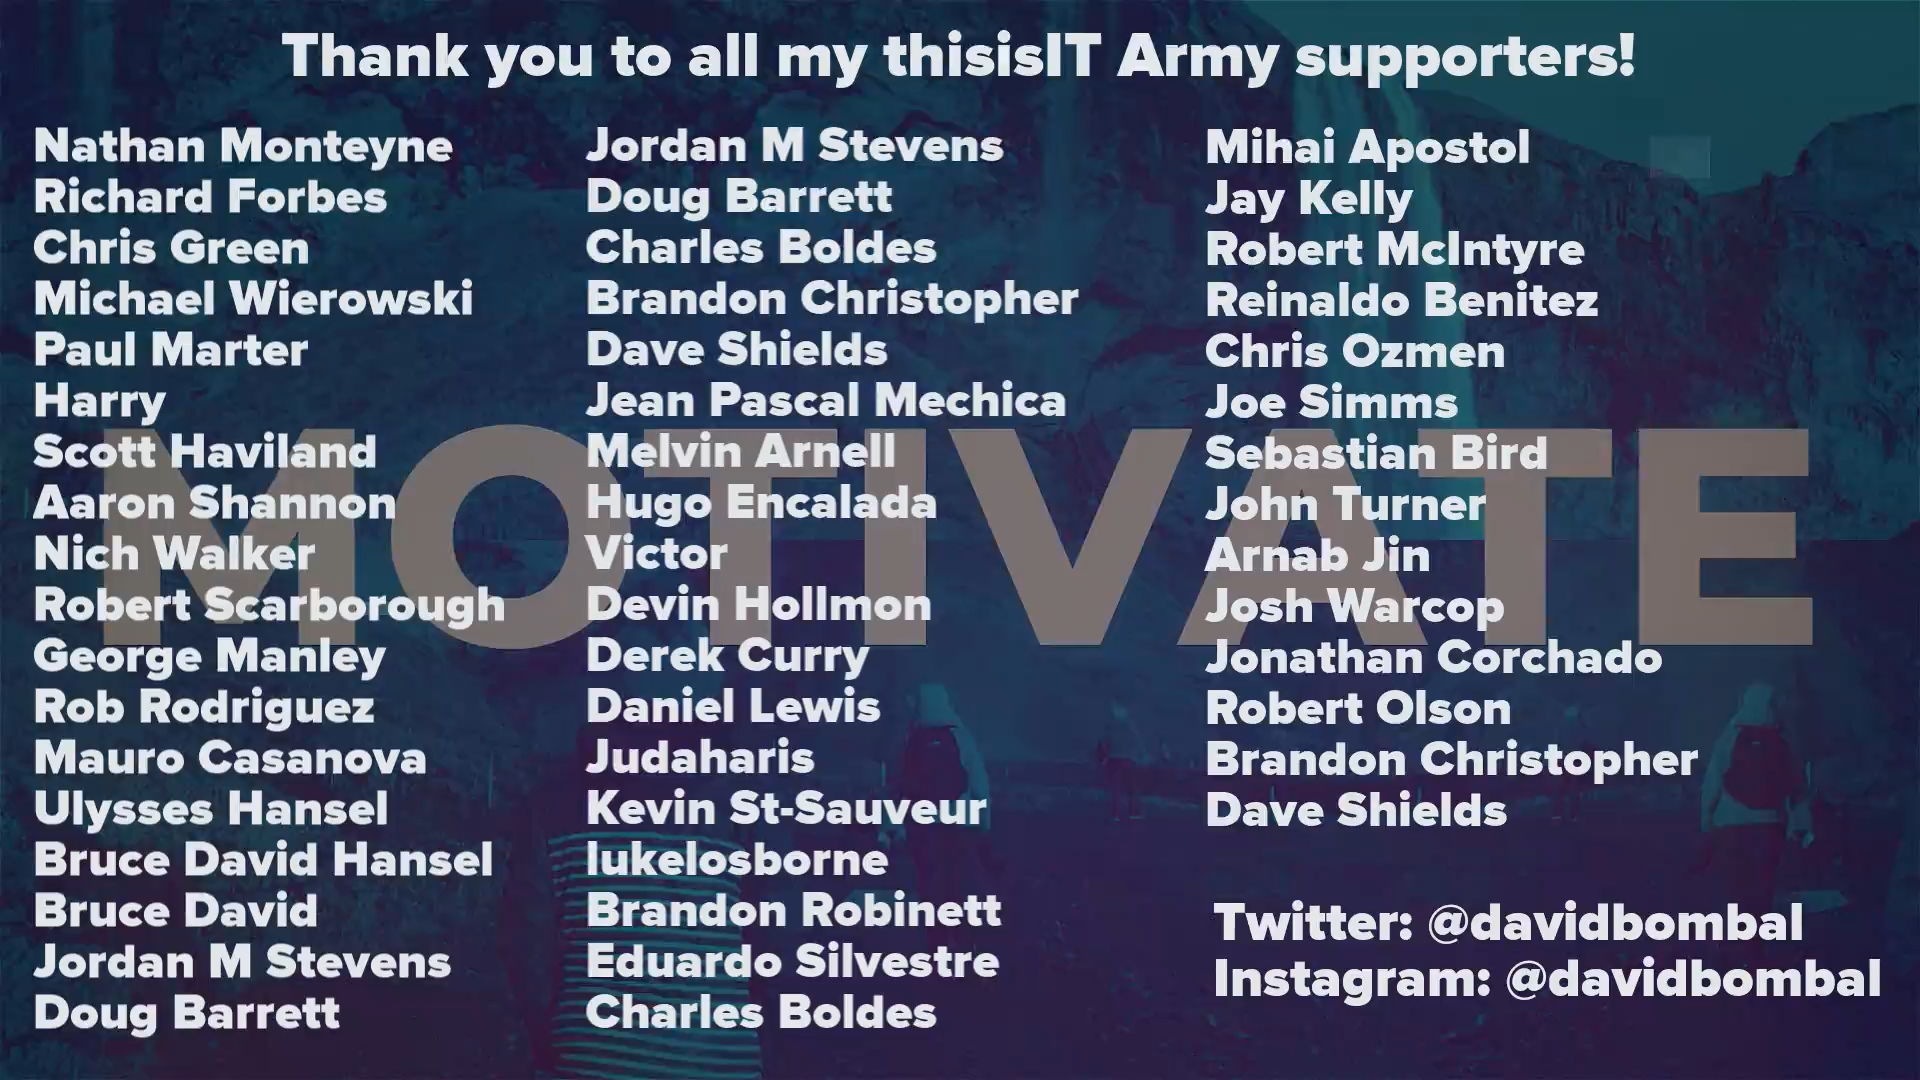 Thank you to all my thisisIT Army supporters!
Nathan Monteyne
Richard Forbes
Chris Green
Michael Wierowski
Paul Marter
Harry
Scott Haviland
Aaron Shannon
Nich Walker
Robert Scarborough
George Manley
Rob Rodriguez
Mauro Casanova
Ulysses Hansel
Bruce David Hansel
Bruce David
Jordan M Stevens
Doug Barrett
Jordan M Stevens
Doug Barrett
Charles Boldes
Brandon Christopher
Dave Shields
Jean Pascal Mechica
Melvin Arnell
Hugo Encalada
Victor
Devin Hollmon
Derek Curry
Daniel Lewis
Judaharis
Kevin St-Sauveur
lukelosborne
Brandon Robinett
Eduardo Silvestre
Charles Boldes
Mihai Apostol
Jay Kelly
Robert McIntyre
Reinaldo Benitez
Chris Ozmen
Joe Simms
Sebastian Bird
John Turner
Arnab Jin
Josh Warcop
Jonathan Corchado
Robert Olson
Brandon Christopher
Dave Shields
Twitter: @davidbombal
Instagram: @davidbombal
MOTIVATE